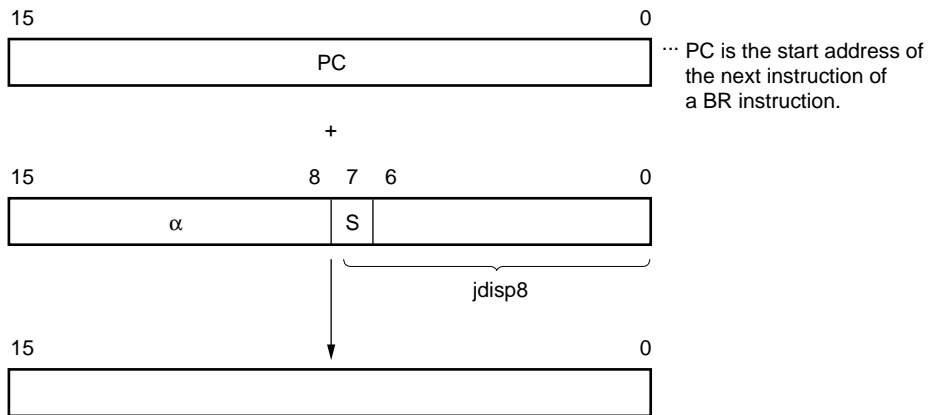 15 0
PC
... PC is the start address of
the next instruction of
a BR instruction.
+
15 8 7 6 0
α S
jdisp8
15 0